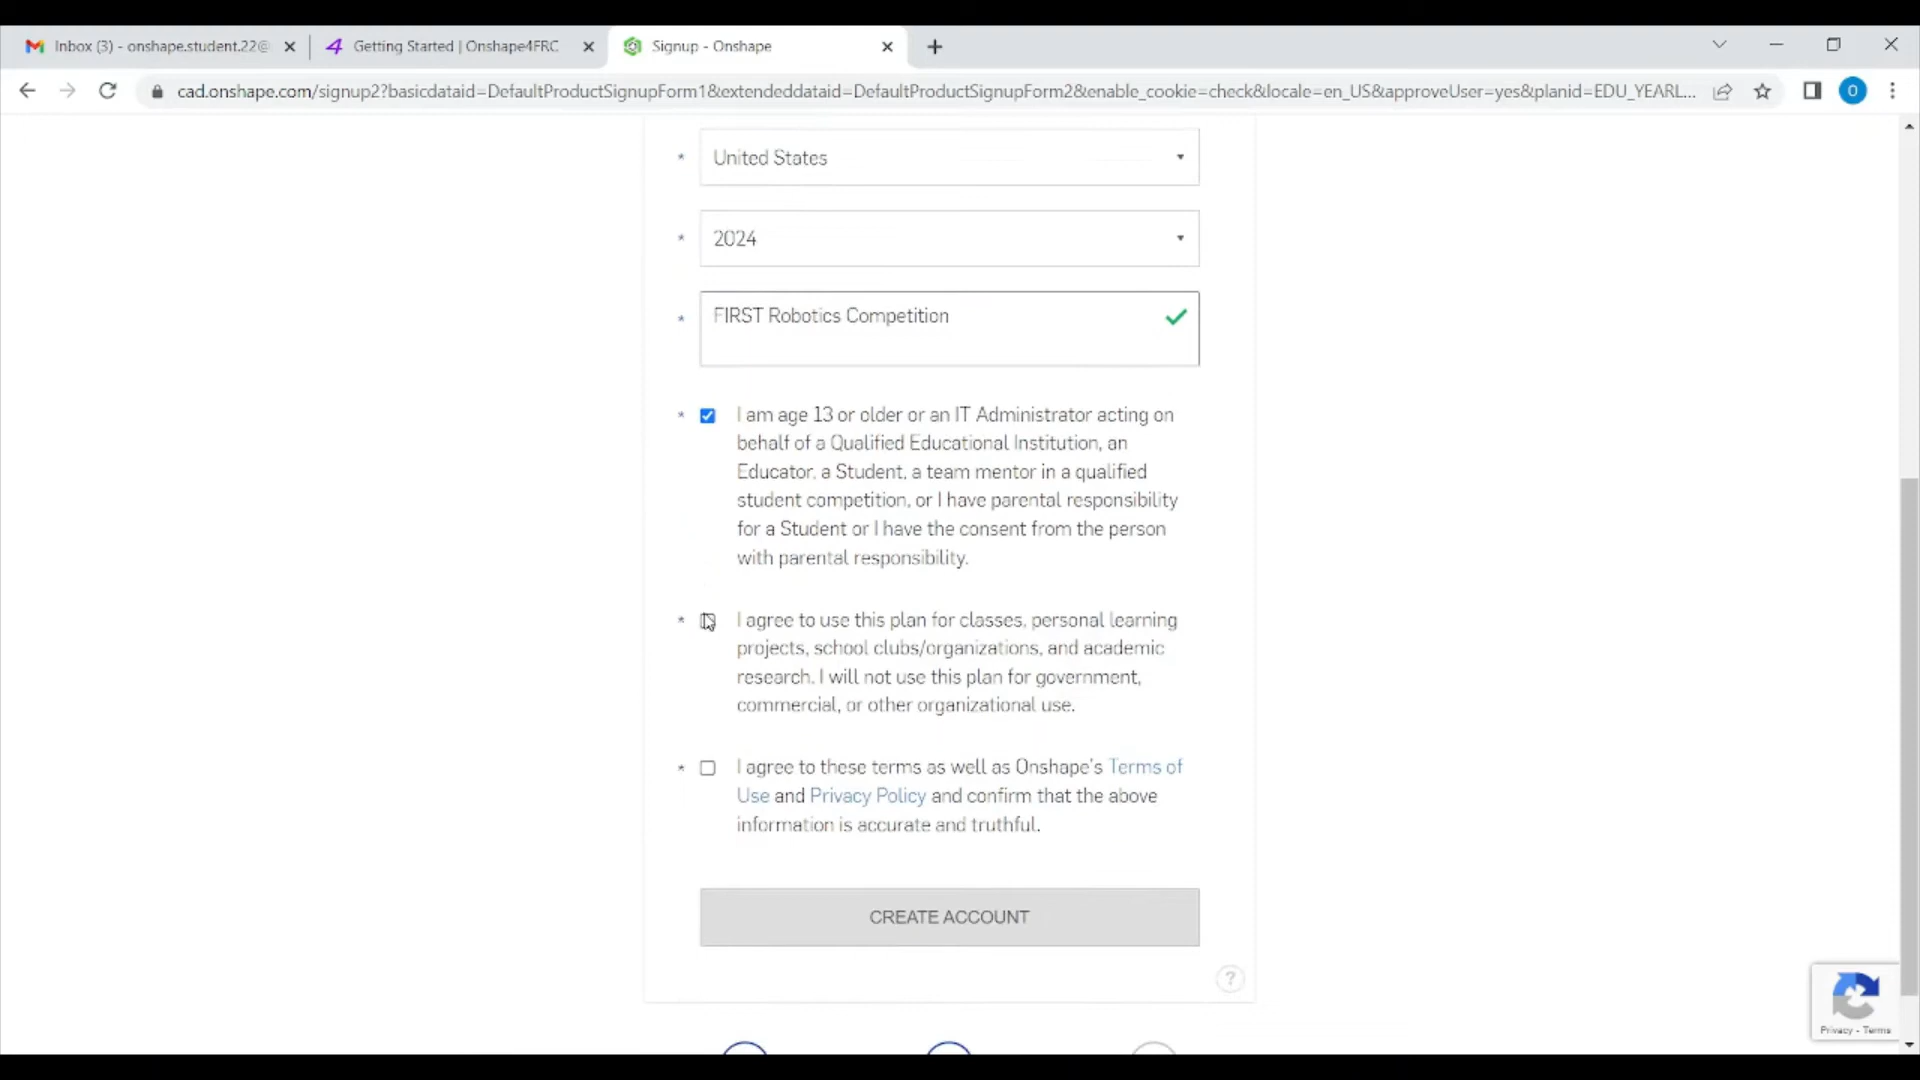 Inbox (3) - onshape.student.22@
Getting Started | Onshape4FRC
Signup - Onshape
cad.onshape.com/signup2?basicdataid=DefaultProductSignupForm1&extendeddataid=DefaultProductSignupForm2&enable_cookie=check&locale=en_US&approveUser=yes&planid=EDU_YEARL...
O
* United States
* 2024
* FIRST Robotics Competition
* I am age 13 or older or an IT Administrator acting on
behalf of a Qualified Educational Institution, an
Educator, a Student, a team mentor in a qualified
student competition, or I have parental responsibility
for a Student or I have the consent from the person
with parental responsibility.
* I agree to use this plan for classes, personal learning
projects, school clubs/organizations, and academic
research. I will not use this plan for government,
commercial, or other organizational use.
* I agree to these terms as well as Onshape's Terms of
Use and Privacy Policy and confirm that the above
information is accurate and truthful.
CREATE ACCOUNT
?
Privacy - Terms